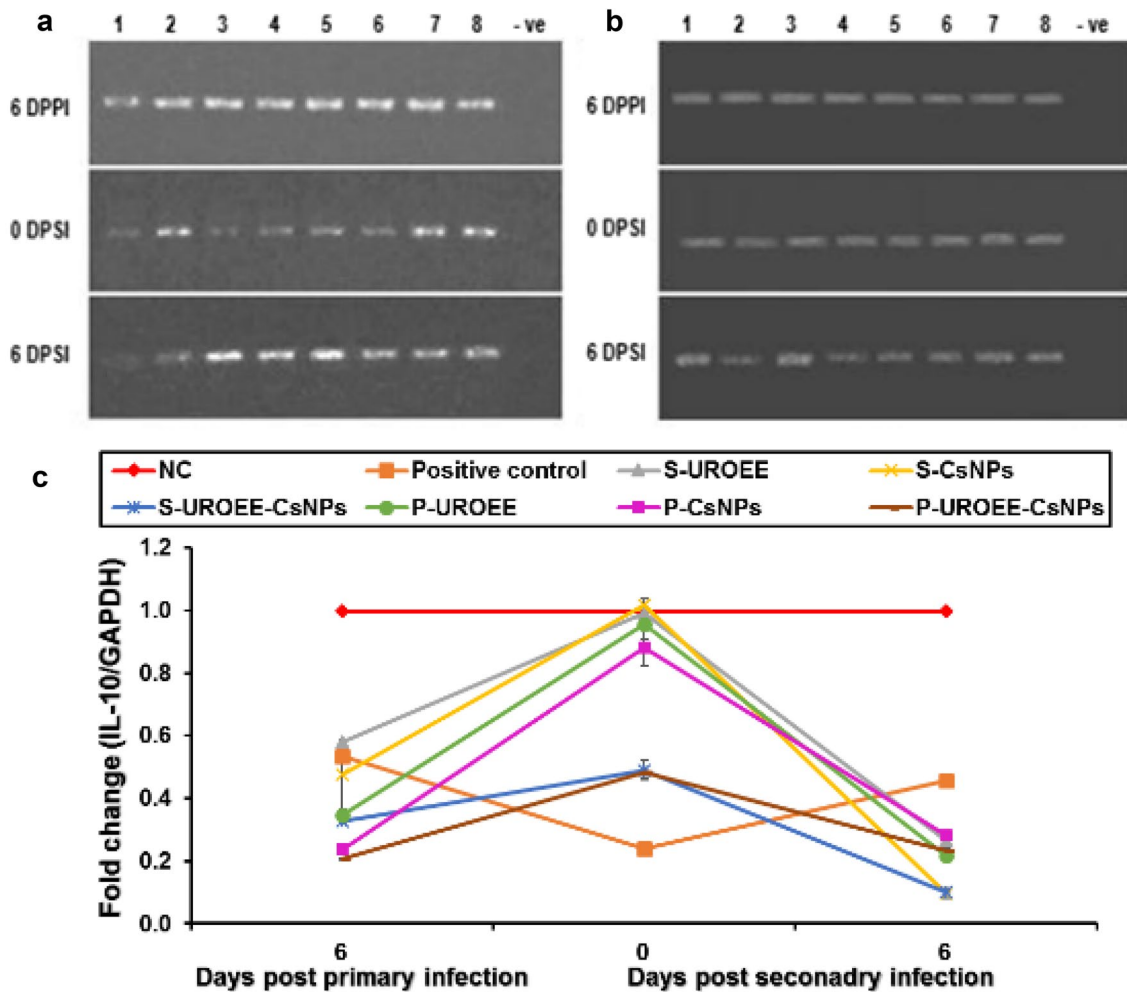 a 1 2 3 4 5 6 7 8 - ve
6 DPPI
0 DPSI
6 DPSI
b 1 2 3 4 5 6 7 8 - ve
6 DPPI
0 DPSI
6 DPSI
c
NC Positive control S-UROEE S-CsNPs
S-UROEE-CsNPs P-UROEE P-CsNPs P-UROEE-CsNPs
Fold change (IL-10/GAPDH)
1.2
1.0
0.8
0.6
0.4
0.2
0.0
6 0 6
Days post primary infection Days post seconadry infection